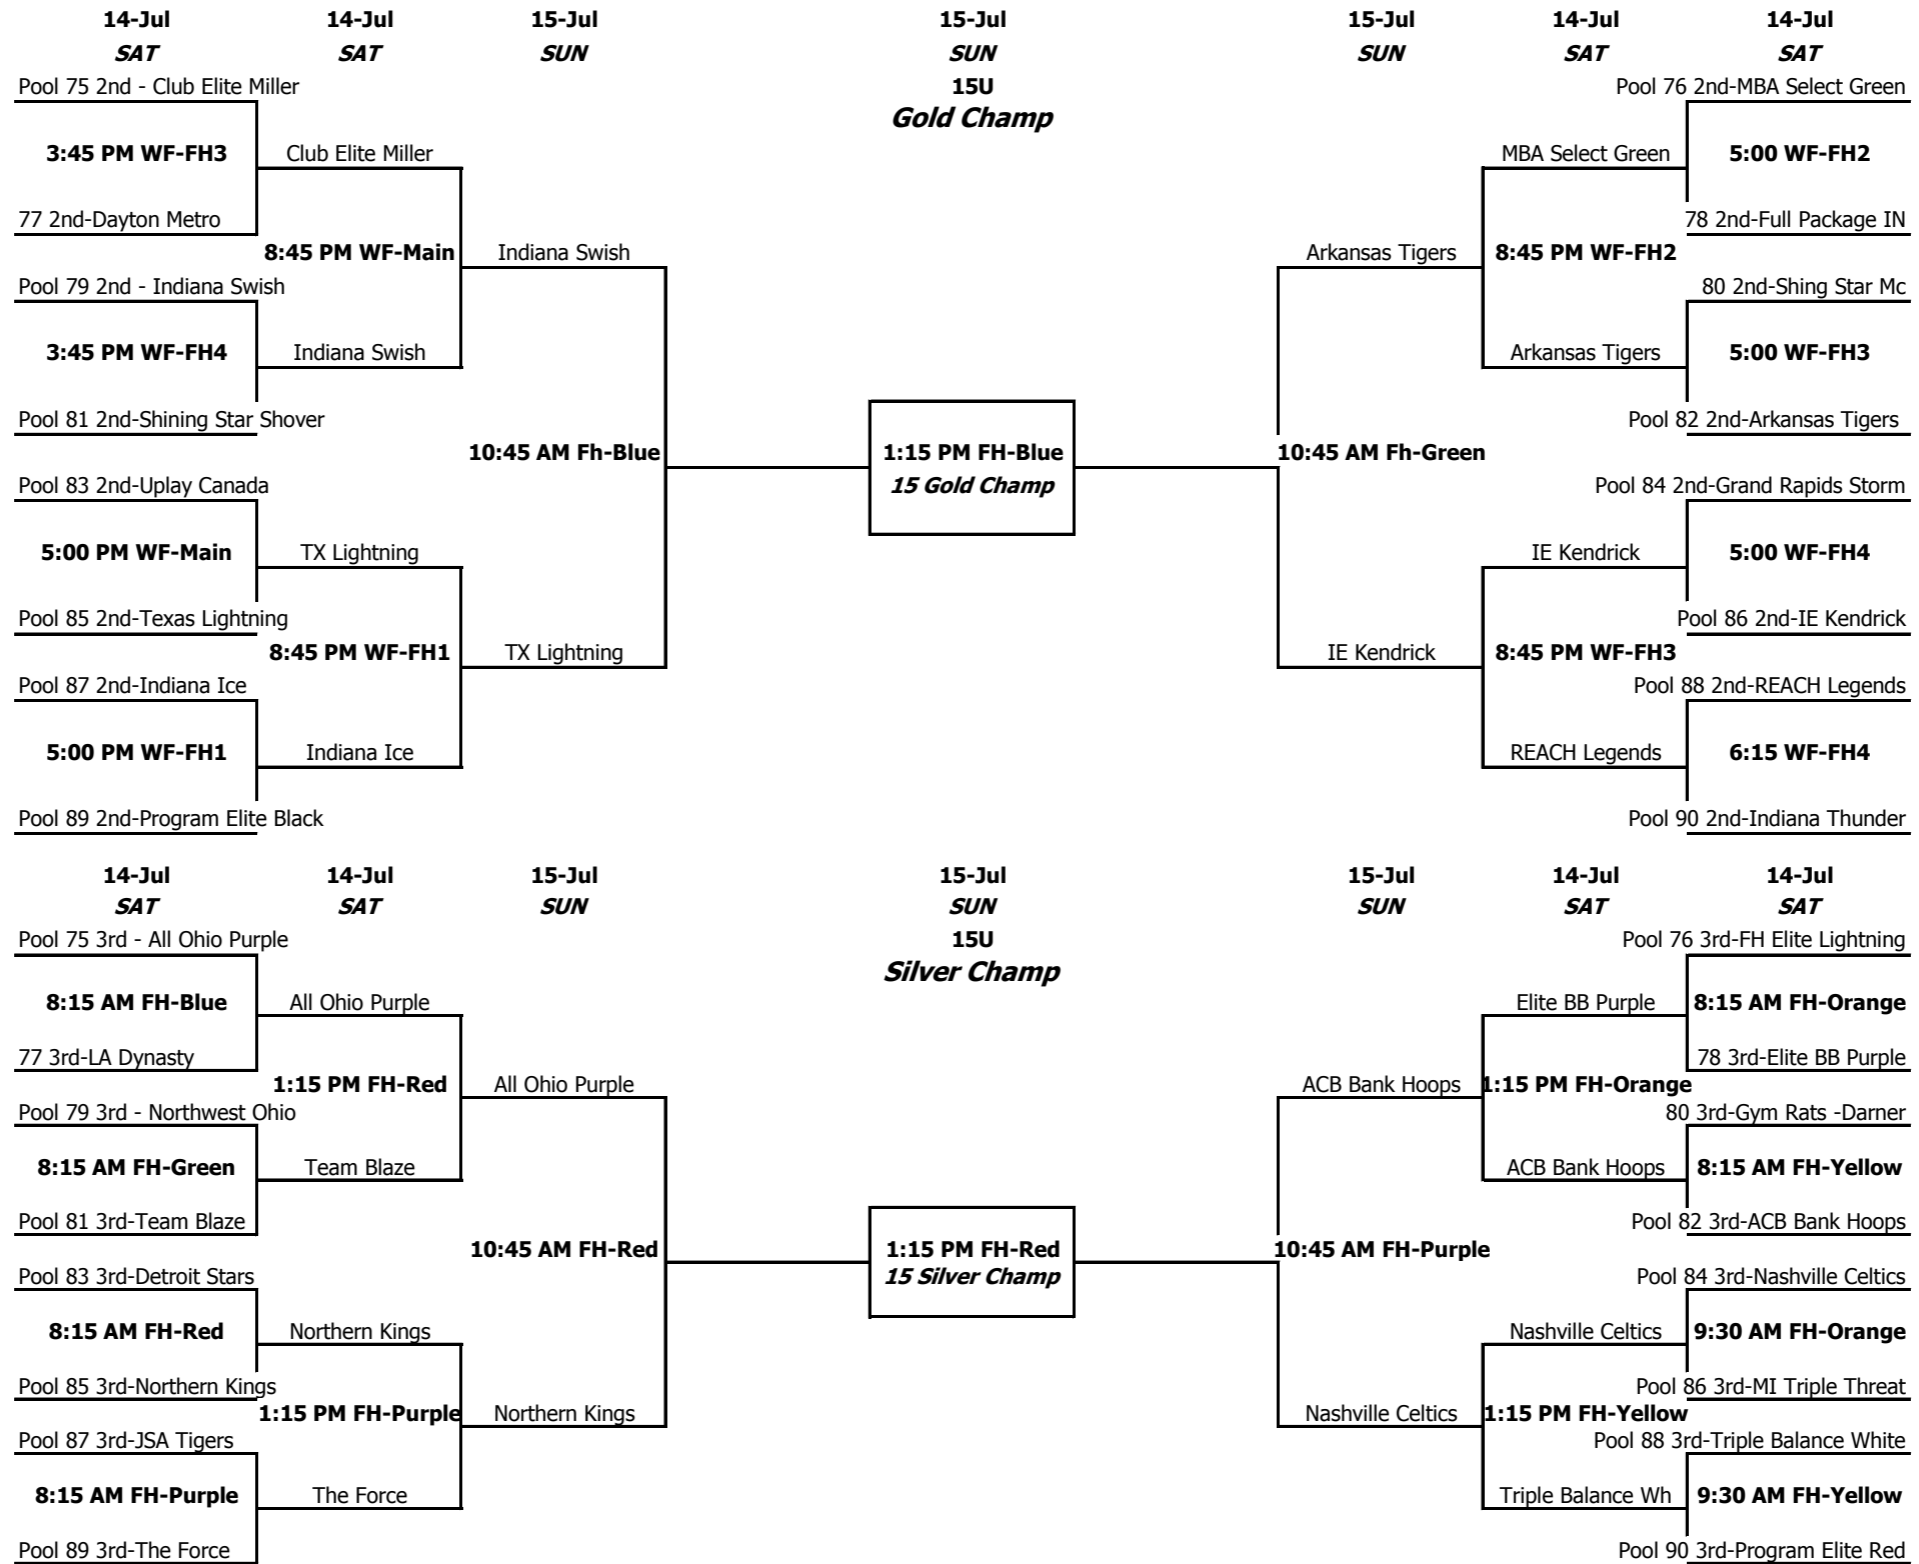 14-Jul 14-Jul 15-Jul 15-Jul 15-Jul 14-Jul 14-Jul
SAT SAT SUN SUN SUN SAT SAT
Pool 75 2nd - Club Elite Miller 15U Pool 76 2nd-MBA Select Green
Gold Champ
3:45 PM WF-FH3 Club Elite Miller MBA Select Green 5:00 WF-FH2
77 2nd-Dayton Metro 78 2nd-Full Package IN
8:45 PM WF-Main Indiana Swish Arkansas Tigers 8:45 PM WF-FH2
Pool 79 2nd - Indiana Swish 80 2nd-Shing Star Mc
3:45 PM WF-FH4 Indiana Swish Arkansas Tigers 5:00 WF-FH3
Pool 81 2nd-Shining Star Shover Pool 82 2nd-Arkansas Tigers
10:45 AM Fh-Blue 1:15 PM FH-Blue 10:45 AM Fh-Green
Pool 83 2nd-Uplay Canada 15 Gold Champ Pool 84 2nd-Grand Rapids Storm
5:00 PM WF-Main TX Lightning IE Kendrick 5:00 WF-FH4
Pool 85 2nd-Texas Lightning Pool 86 2nd-IE Kendrick
8:45 PM WF-FH1 TX Lightning IE Kendrick 8:45 PM WF-FH3
Pool 87 2nd-Indiana Ice Pool 88 2nd-REACH Legends
5:00 PM WF-FH1 Indiana Ice REACH Legends 6:15 WF-FH4
Pool 89 2nd-Program Elite Black Pool 90 2nd-Indiana Thunder
14-Jul 14-Jul 15-Jul 15-Jul 15-Jul 14-Jul 14-Jul
SAT SAT SUN SUN SUN SAT SAT
Pool 75 3rd - All Ohio Purple 15U Pool 76 3rd-FH Elite Lightning
Silver Champ
8:15 AM FH-Blue All Ohio Purple Elite BB Purple 8:15 AM FH-Orange
77 3rd-LA Dynasty 78 3rd-Elite BB Purple
1:15 PM FH-Red All Ohio Purple ACB Bank Hoops 1:15 PM FH-Orange
Pool 79 3rd - Northwest Ohio 80 3rd-Gym Rats -Darner
8:15 AM FH-Green Team Blaze ACB Bank Hoops 8:15 AM FH-Yellow
Pool 81 3rd-Team Blaze Pool 82 3rd-ACB Bank Hoops
10:45 AM FH-Red 1:15 PM FH-Red 10:45 AM FH-Purple
Pool 83 3rd-Detroit Stars 15 Silver Champ Pool 84 3rd-Nashville Celtics
8:15 AM FH-Red Northern Kings Nashville Celtics 9:30 AM FH-Orange
Pool 85 3rd-Northern Kings Pool 86 3rd-MI Triple Threat
1:15 PM FH-Purple Northern Kings Nashville Celtics 1:15 PM FH-Yellow
Pool 87 3rd-JSA Tigers Pool 88 3rd-Triple Balance White
8:15 AM FH-Purple The Force Triple Balance Wh 9:30 AM FH-Yellow
Pool 89 3rd-The Force Pool 90 3rd-Program Elite Red